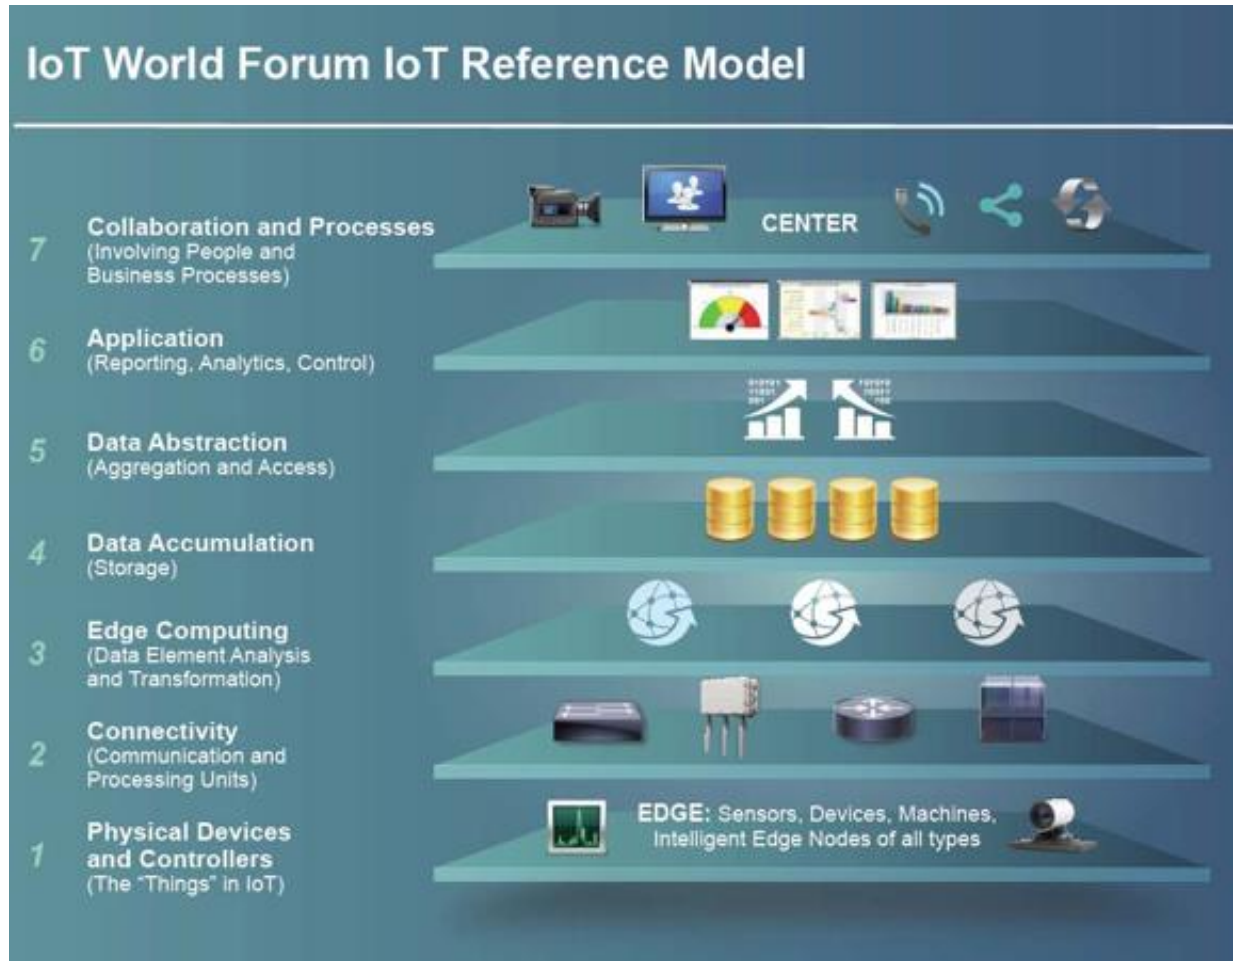 IoT World Forum IoT Reference Model
7
Collaboration and Processes
(Involving People and
Business Processes)
CENTER
6
Application
(Reporting, Analytics, Control)
5
Data Abstraction
(Aggregation and Access)
4
Data Accumulation
(Storage)
3
Edge Computing
(Data Element Analysis
and Transformation)
2
Connectivity
(Communication and
Processing Units)
1
Physical Devices
and Controllers
(The "Things" in IoT)
EDGE: Sensors, Devices, Machines,
Intelligent Edge Nodes of all types